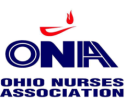 ONA
OHIO NURSES
ASSOCIATION